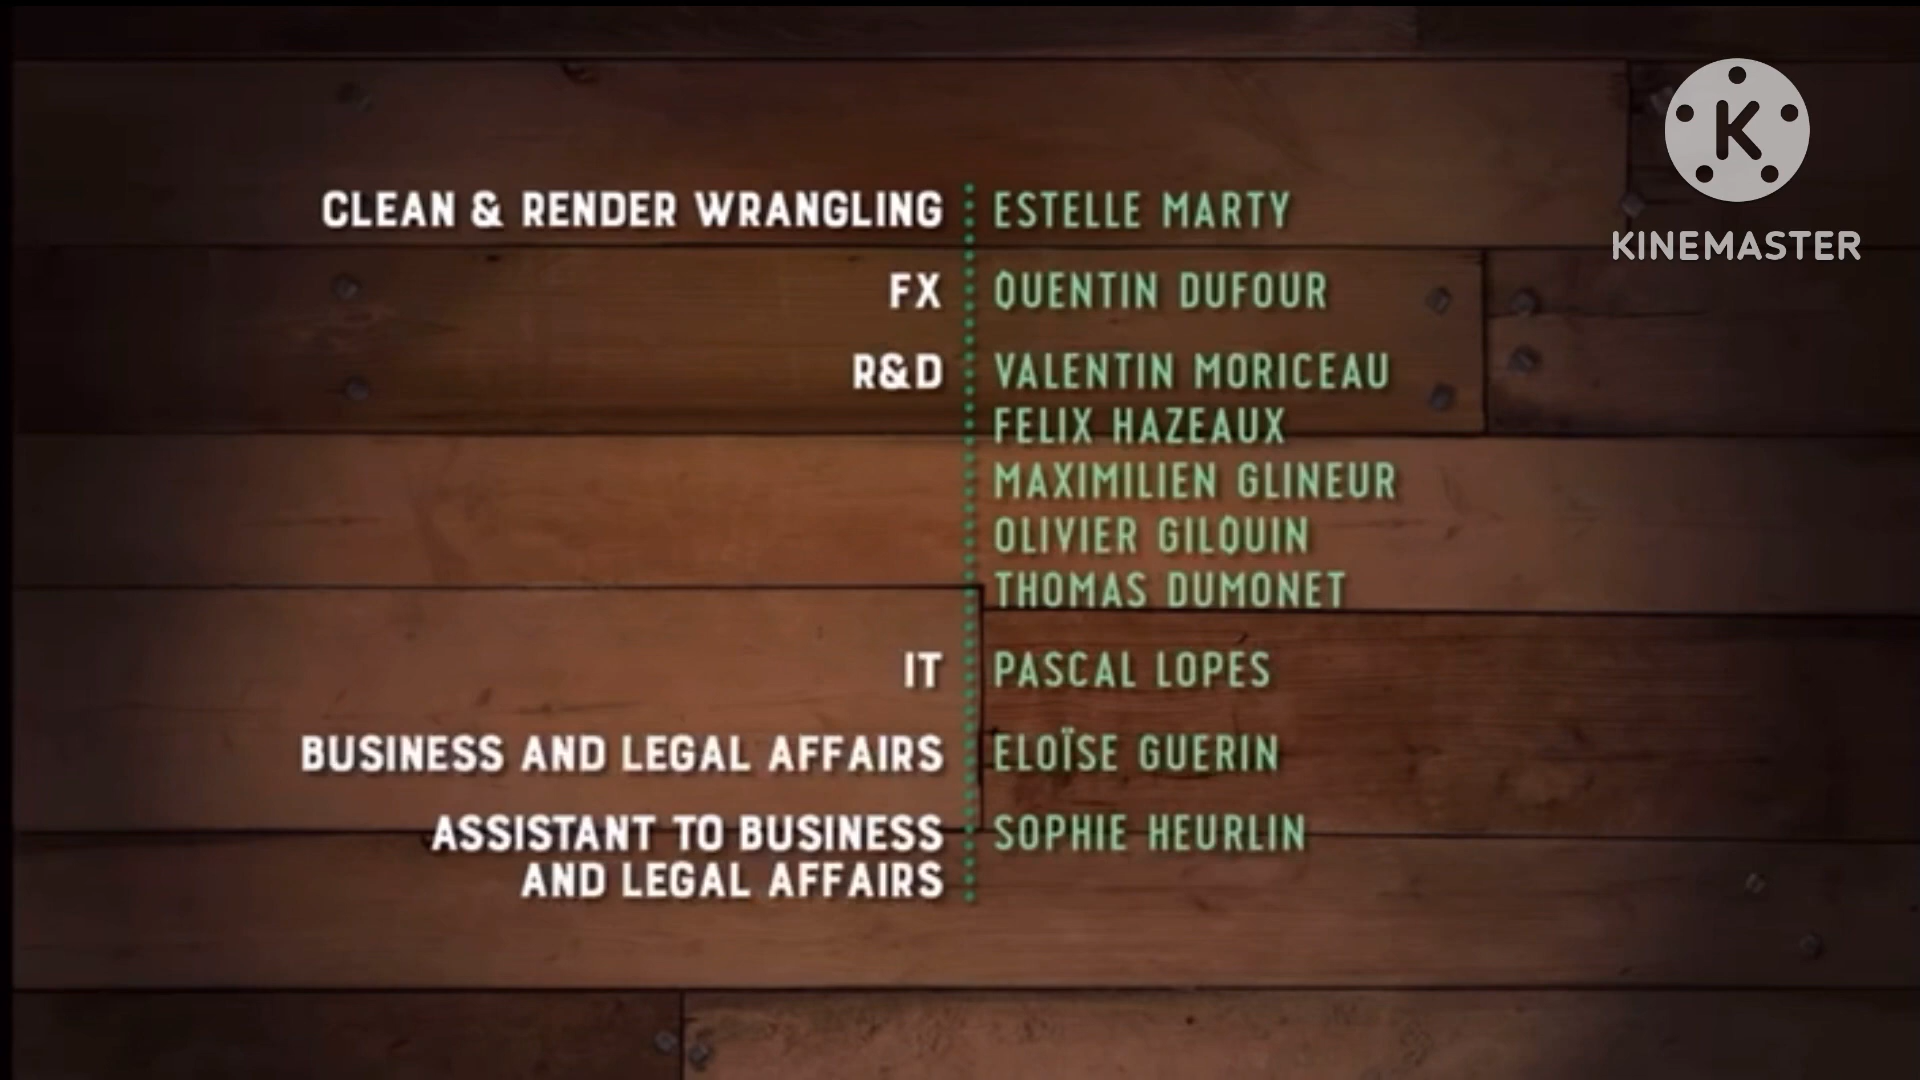 CLEAN & RENDER WRANGLING ESTELLE MARTY
FX QUENTIN DUFOUR
R&D VALENTIN MORICEAU
FELIX HAZEAUX
MAXIMILIEN GLINEUR
OLIVIER GILQUIN
THOMAS DUMONET
IT PASCAL LOPES
BUSINESS AND LEGAL AFFAIRS ELOÏSE GUERIN
ASSISTANT TO BUSINESS SOPHIE HEURLIN
AND LEGAL AFFAIRS
K
KINEMASTER